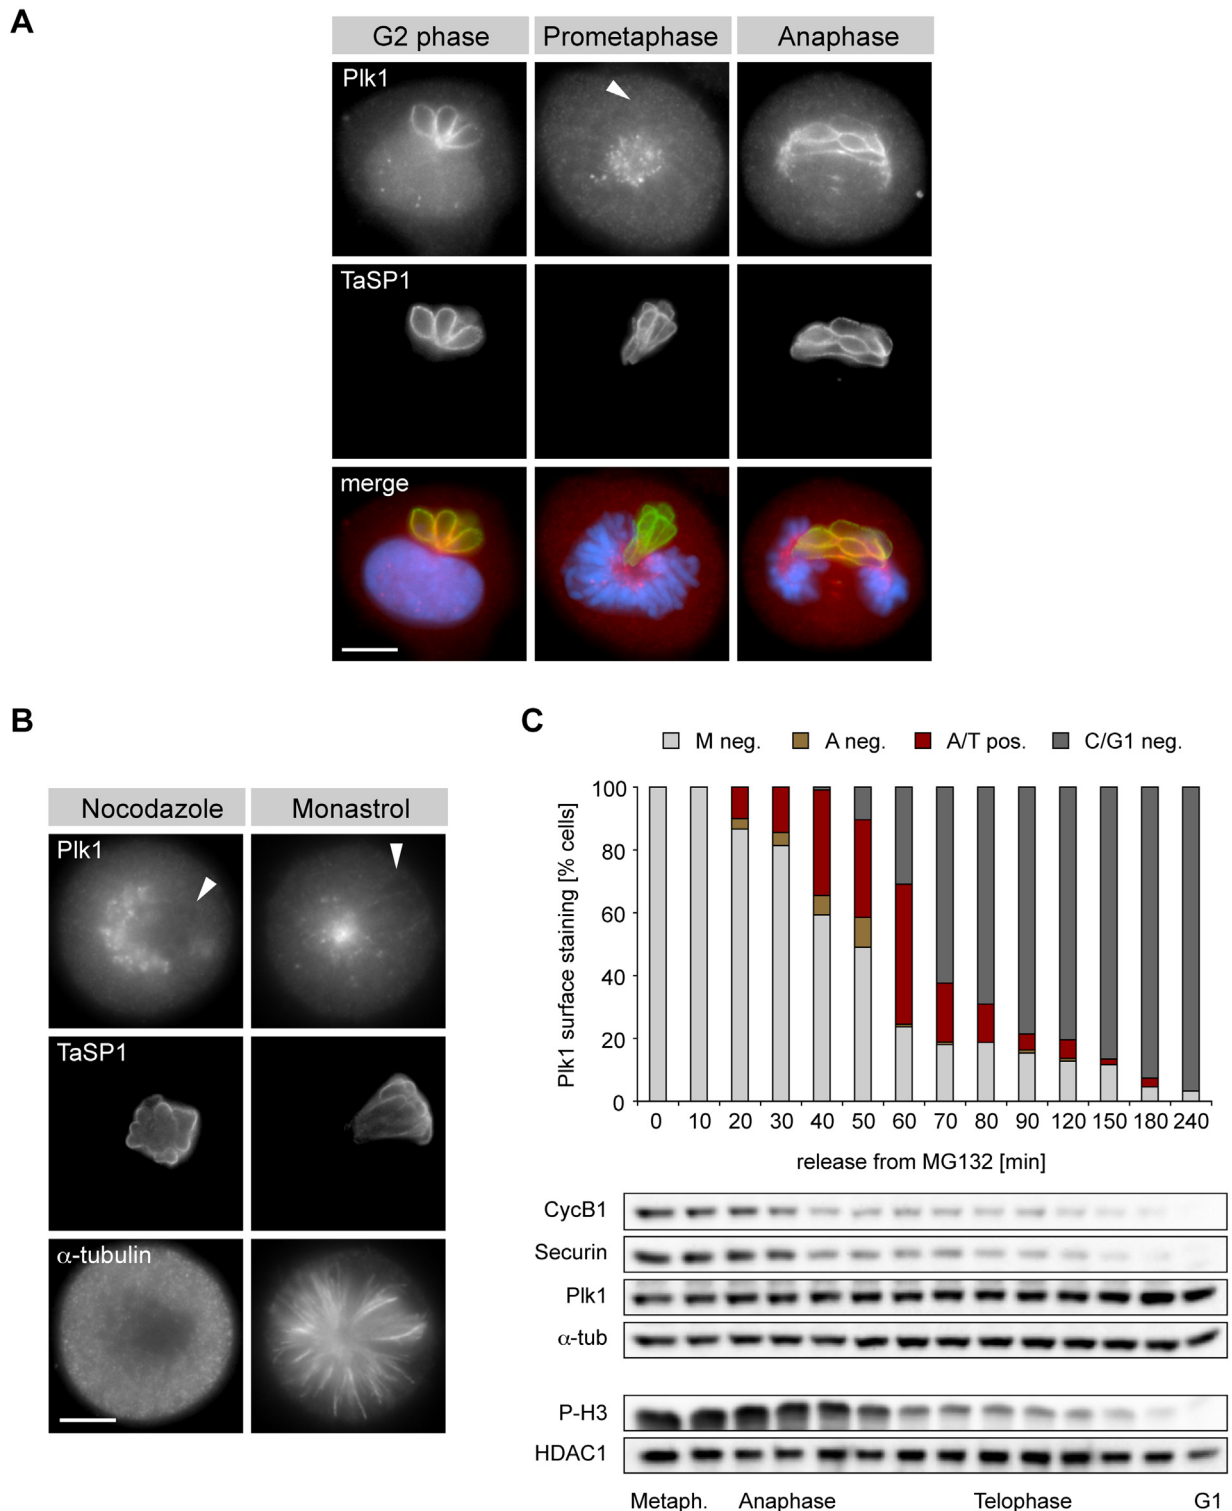 A
G2 phase Prometaphase Anaphase
Plk1
TaSP1
merge
B
Nocodazole Monastrol
Plk1
TaSP1
α-tubulin
C
M neg. A neg. A/T pos. C/G1 neg.
Plk1 surface staining [% cells]
100
80
60
40
20
0
0 10 20 30 40 50 60 70 80 90 120 150 180 240
release from MG132 [min]
CycB1
Securin
Plk1
α-tub
P-H3
HDAC1
Metaph. Anaphase Telophase G1